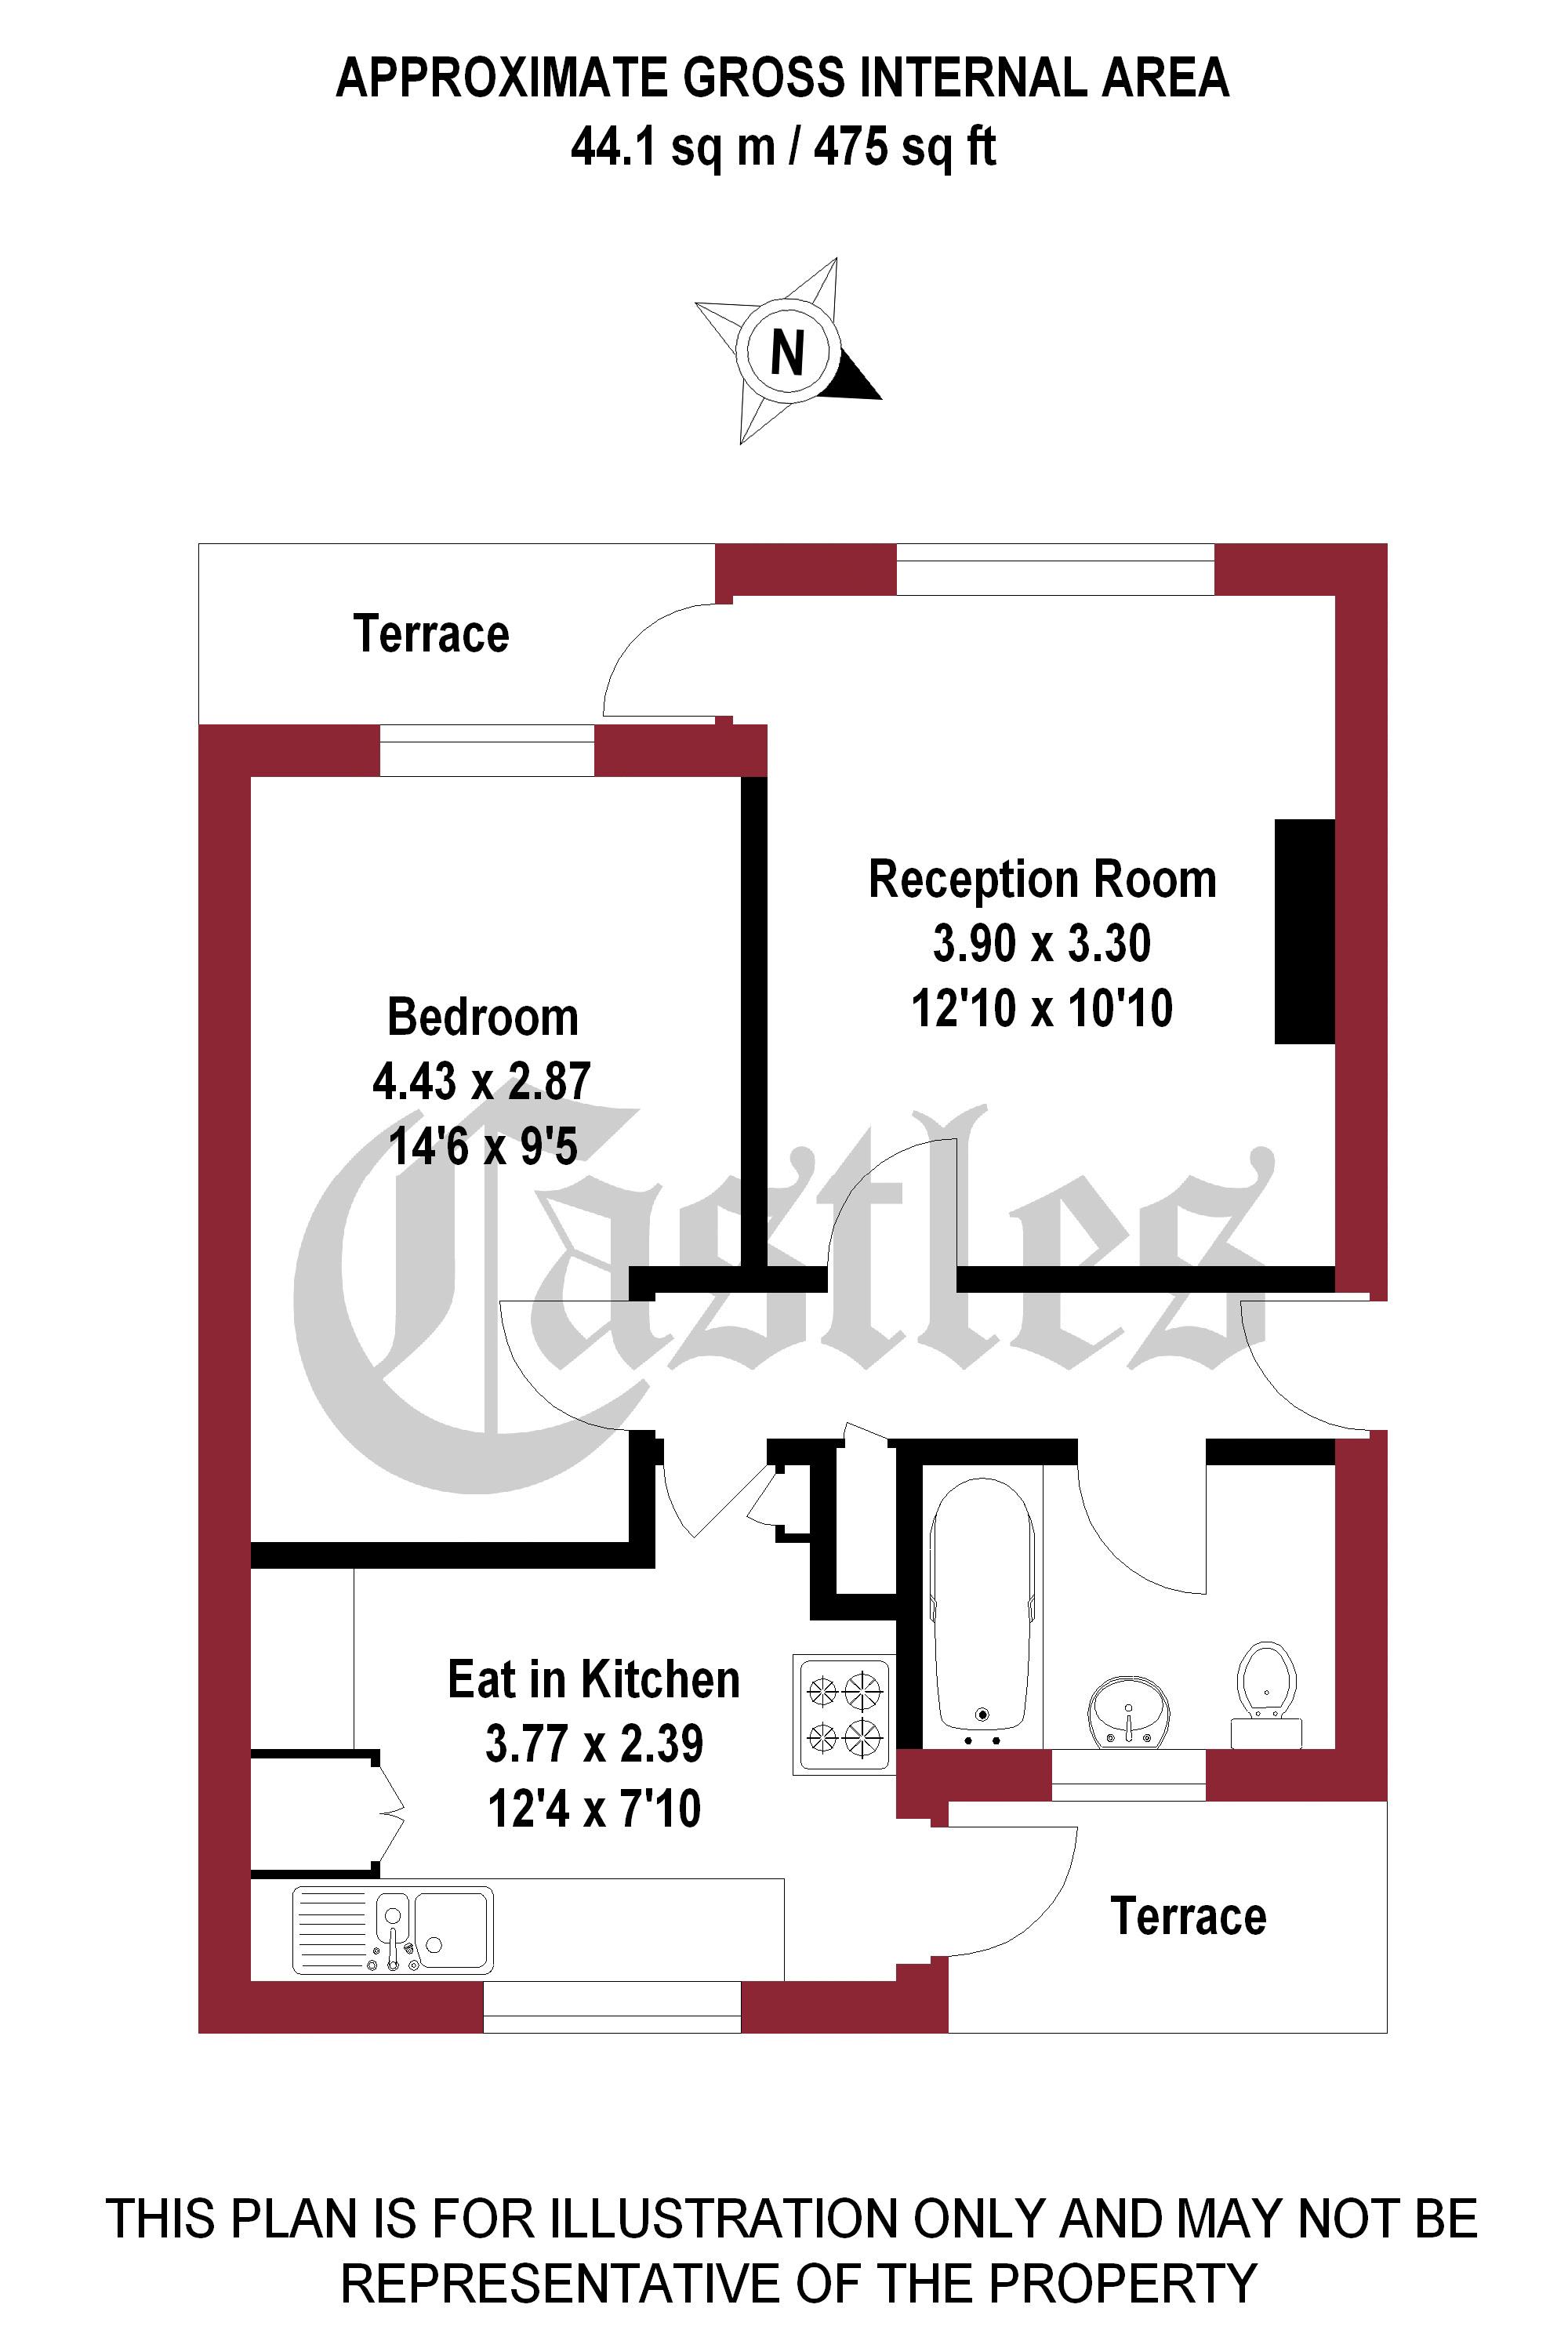 APPROXIMATE GROSS INTERNAL AREA
44.1 sq m / 475 sq ft
N
Terrace
Reception Room
3.90 x 3.30
12'10 x 10'10
Bedroom
4.43 x 2.87
14'6 x 9'5
Castles
Eat in Kitchen
3.77 x 2.39
12'4 x 7'10
Terrace
THIS PLAN IS FOR ILLUSTRATION ONLY AND MAY NOT BE
REPRESENTATIVE OF THE PROPERTY